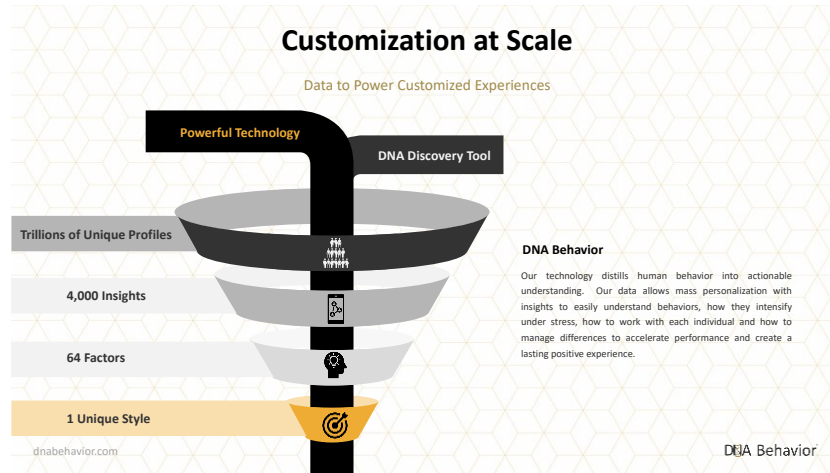 Customization at Scale
Data to Power Customized Experiences
Powerful Technology
DNA Discovery Tool
Trillions of Unique Profiles
4,000 Insights
64 Factors
1 Unique Style
DNA Behavior
Our technology distills human behavior into actionable
understanding. Our data allows mass personalization with
insights to easily understand behaviors, how they intensify
under stress, how to work with each individual and how to
manage differences to accelerate performance and create a
lasting positive experience.
dnabehavior.com
DNA Behavior